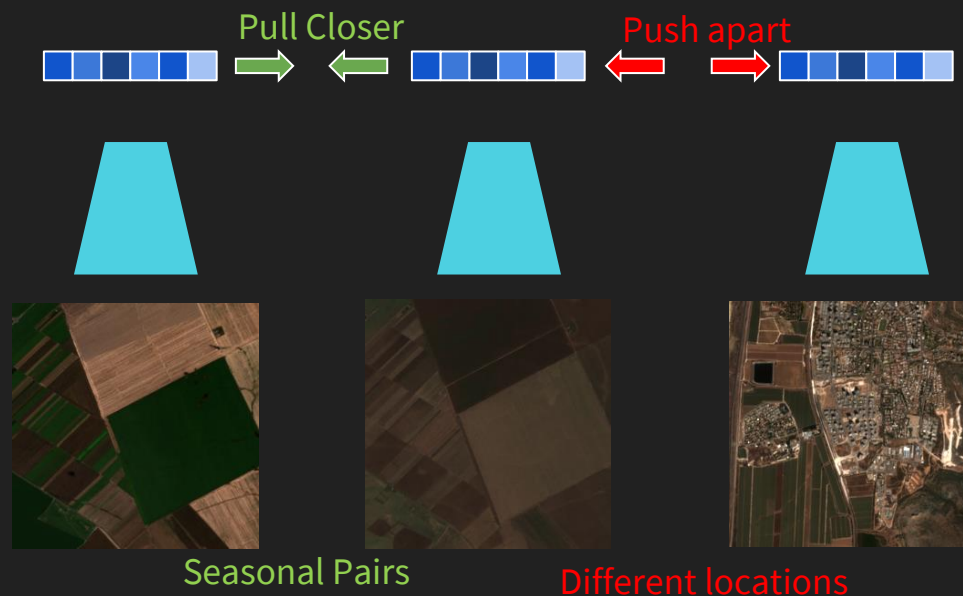 Pull Closer
Push apart
Seasonal Pairs
Different locations